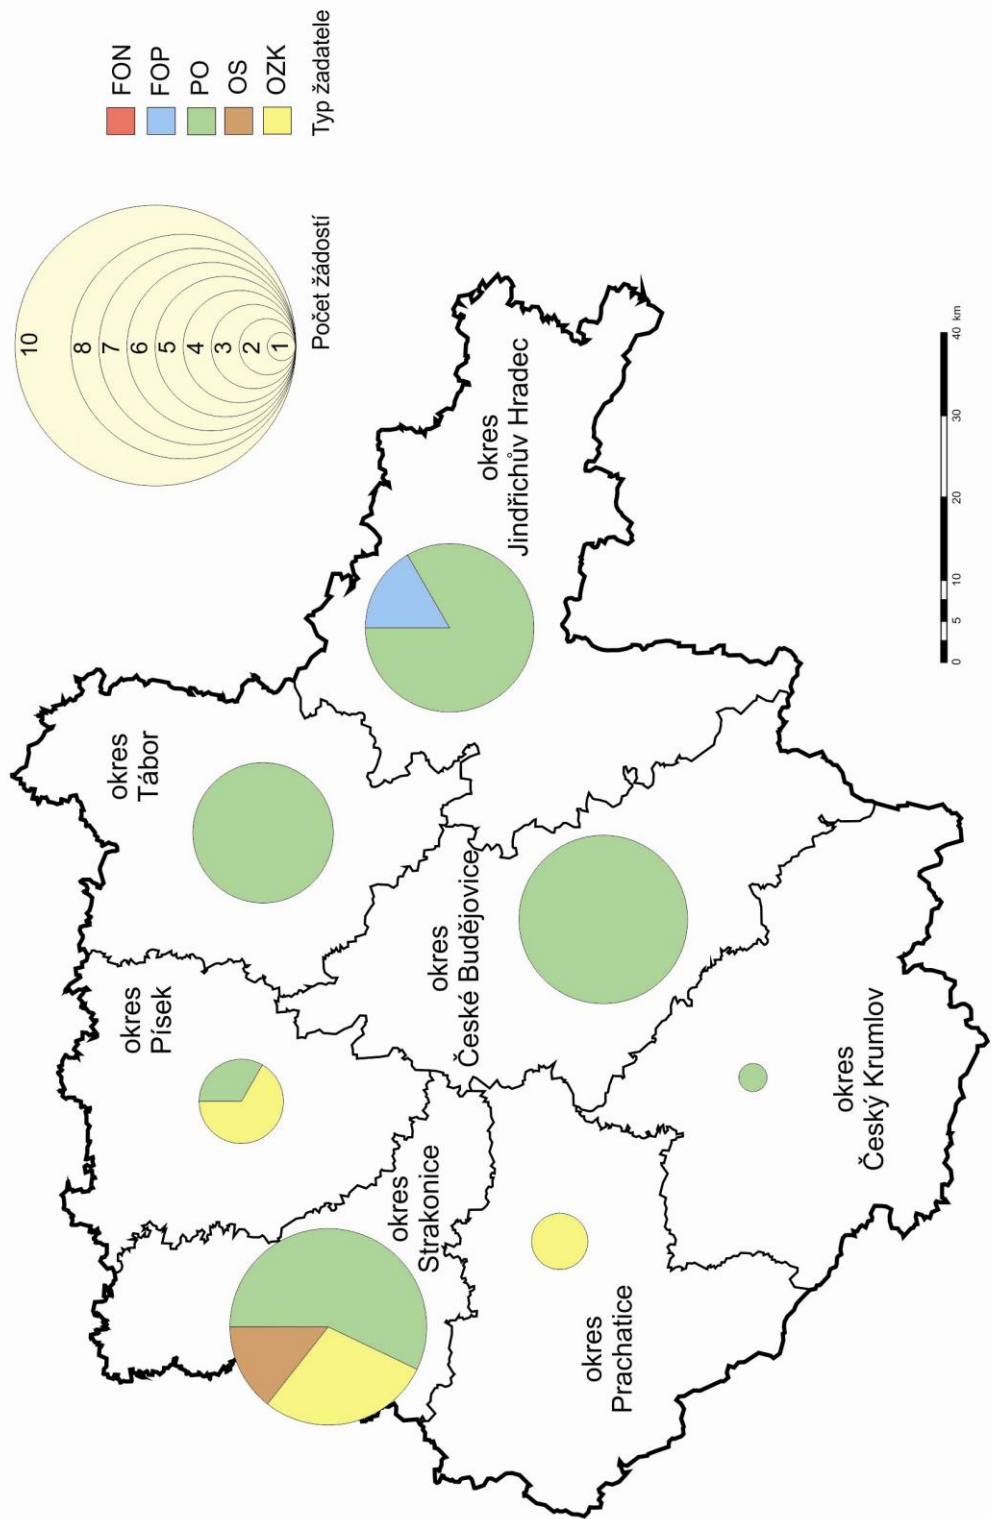 okres
Tábor
okres
Písek
okres
Strakonice
okres
České Budějovice
okres
Jindřichův Hradec
okres
Prachatice
okres
Český Krumlov
10
8
7
6
5
4
3
2
1
Počet žádostí
FON
FOP
PO
OS
OZK
Typ žadatele
0 5 10 20 30 40 km